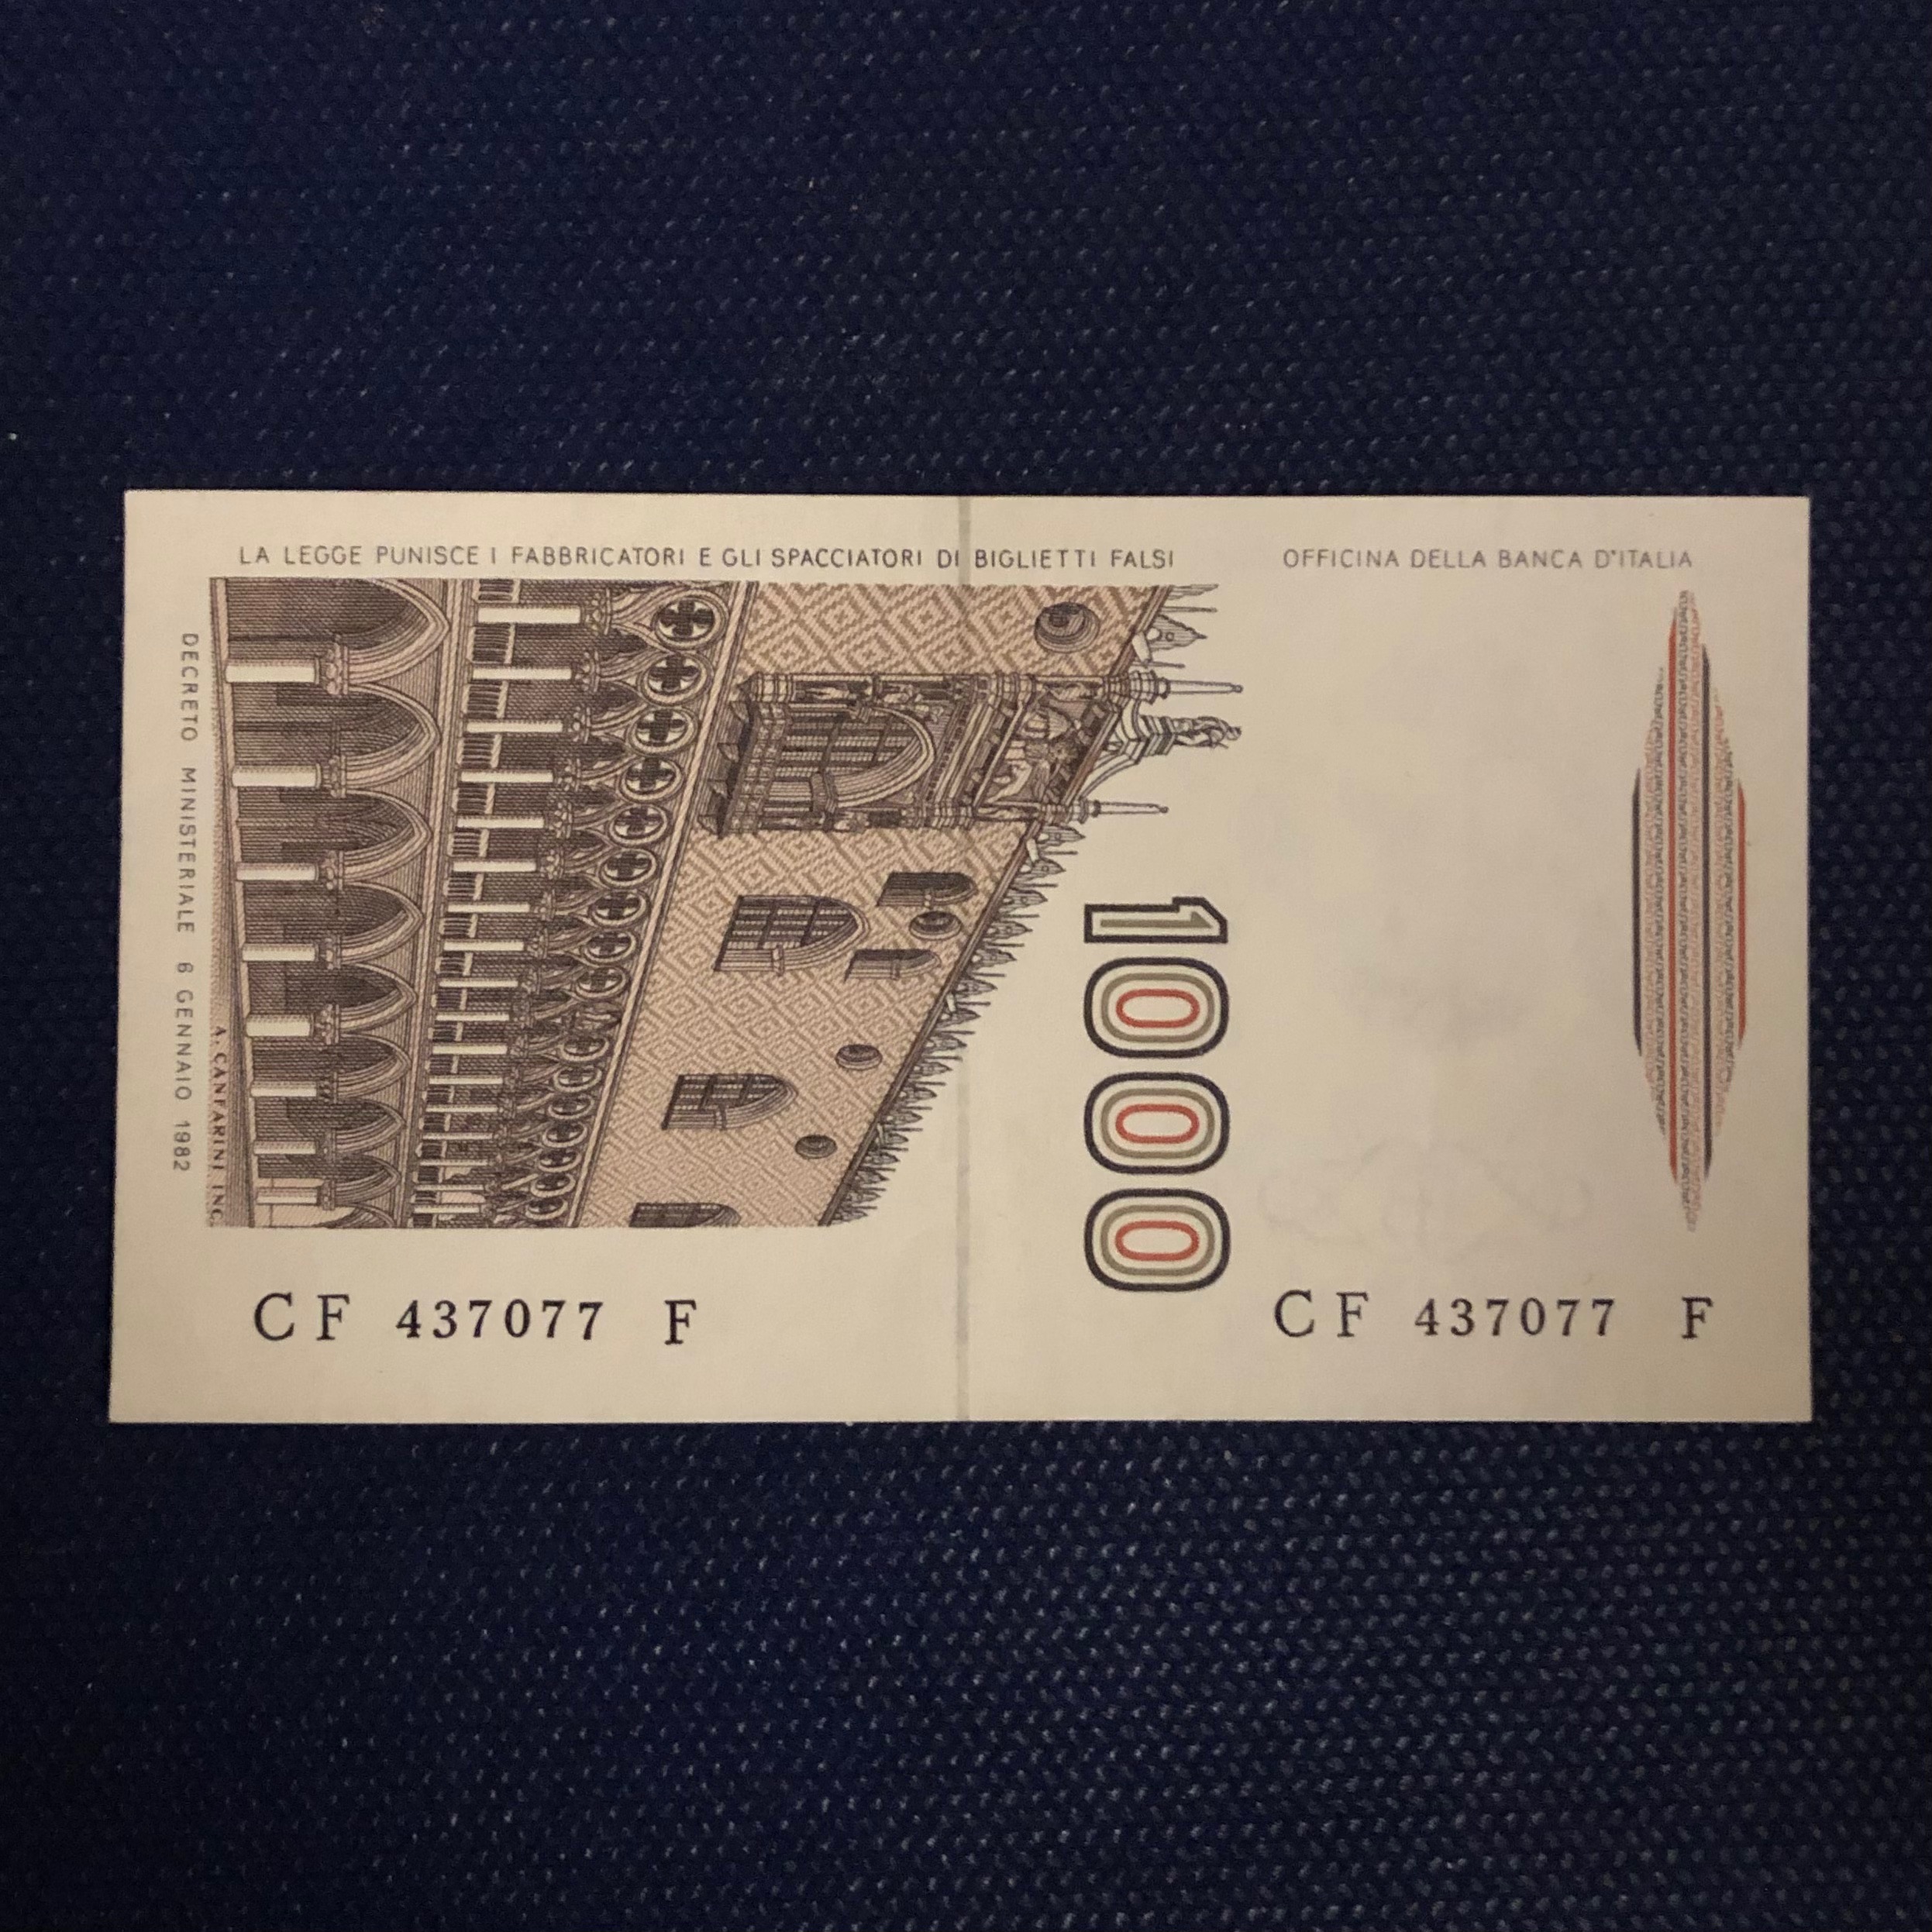 LA LEGGE PUNISCE I FABBRICATORI E GLI SPACCIATORI DI BIGLIETTI FALSI
OFFICINA DELLA BANCA D'ITALIA
DECRETO MINISTERIALE 6 GENNAIO 1982
A. CANFARINI INC.
1000
CF 437077 F
CF 437077 F